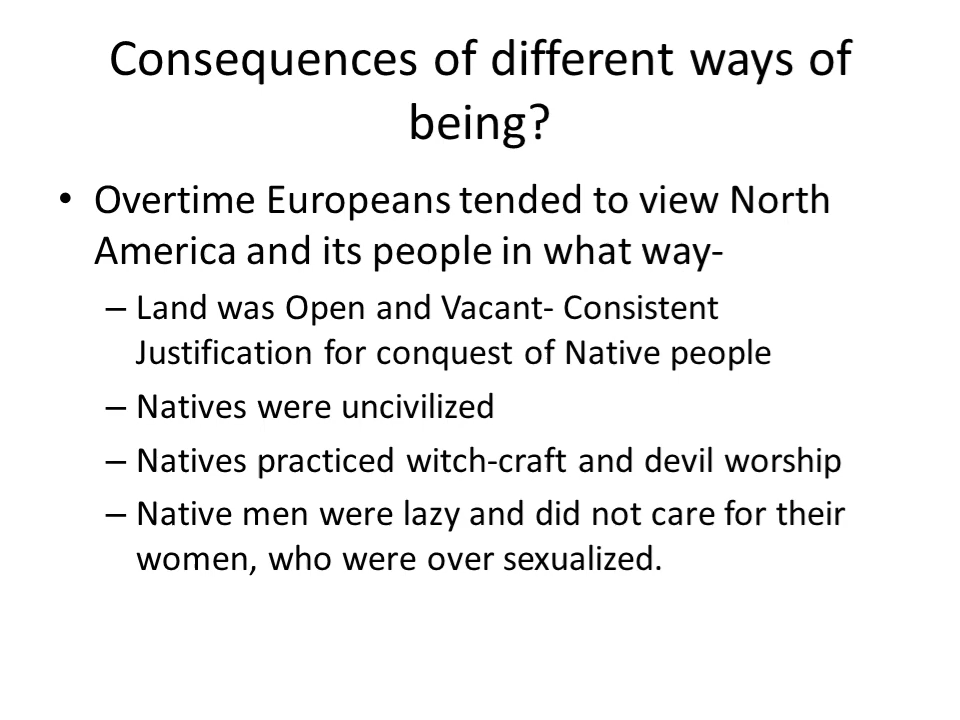 Consequences of different ways of
being?
• Overtime Europeans tended to view North
America and its people in what way-
– Land was Open and Vacant- Consistent
Justification for conquest of Native people
– Natives were uncivilized
– Natives practiced witch-craft and devil worship
– Native men were lazy and did not care for their
women, who were over sexualized.